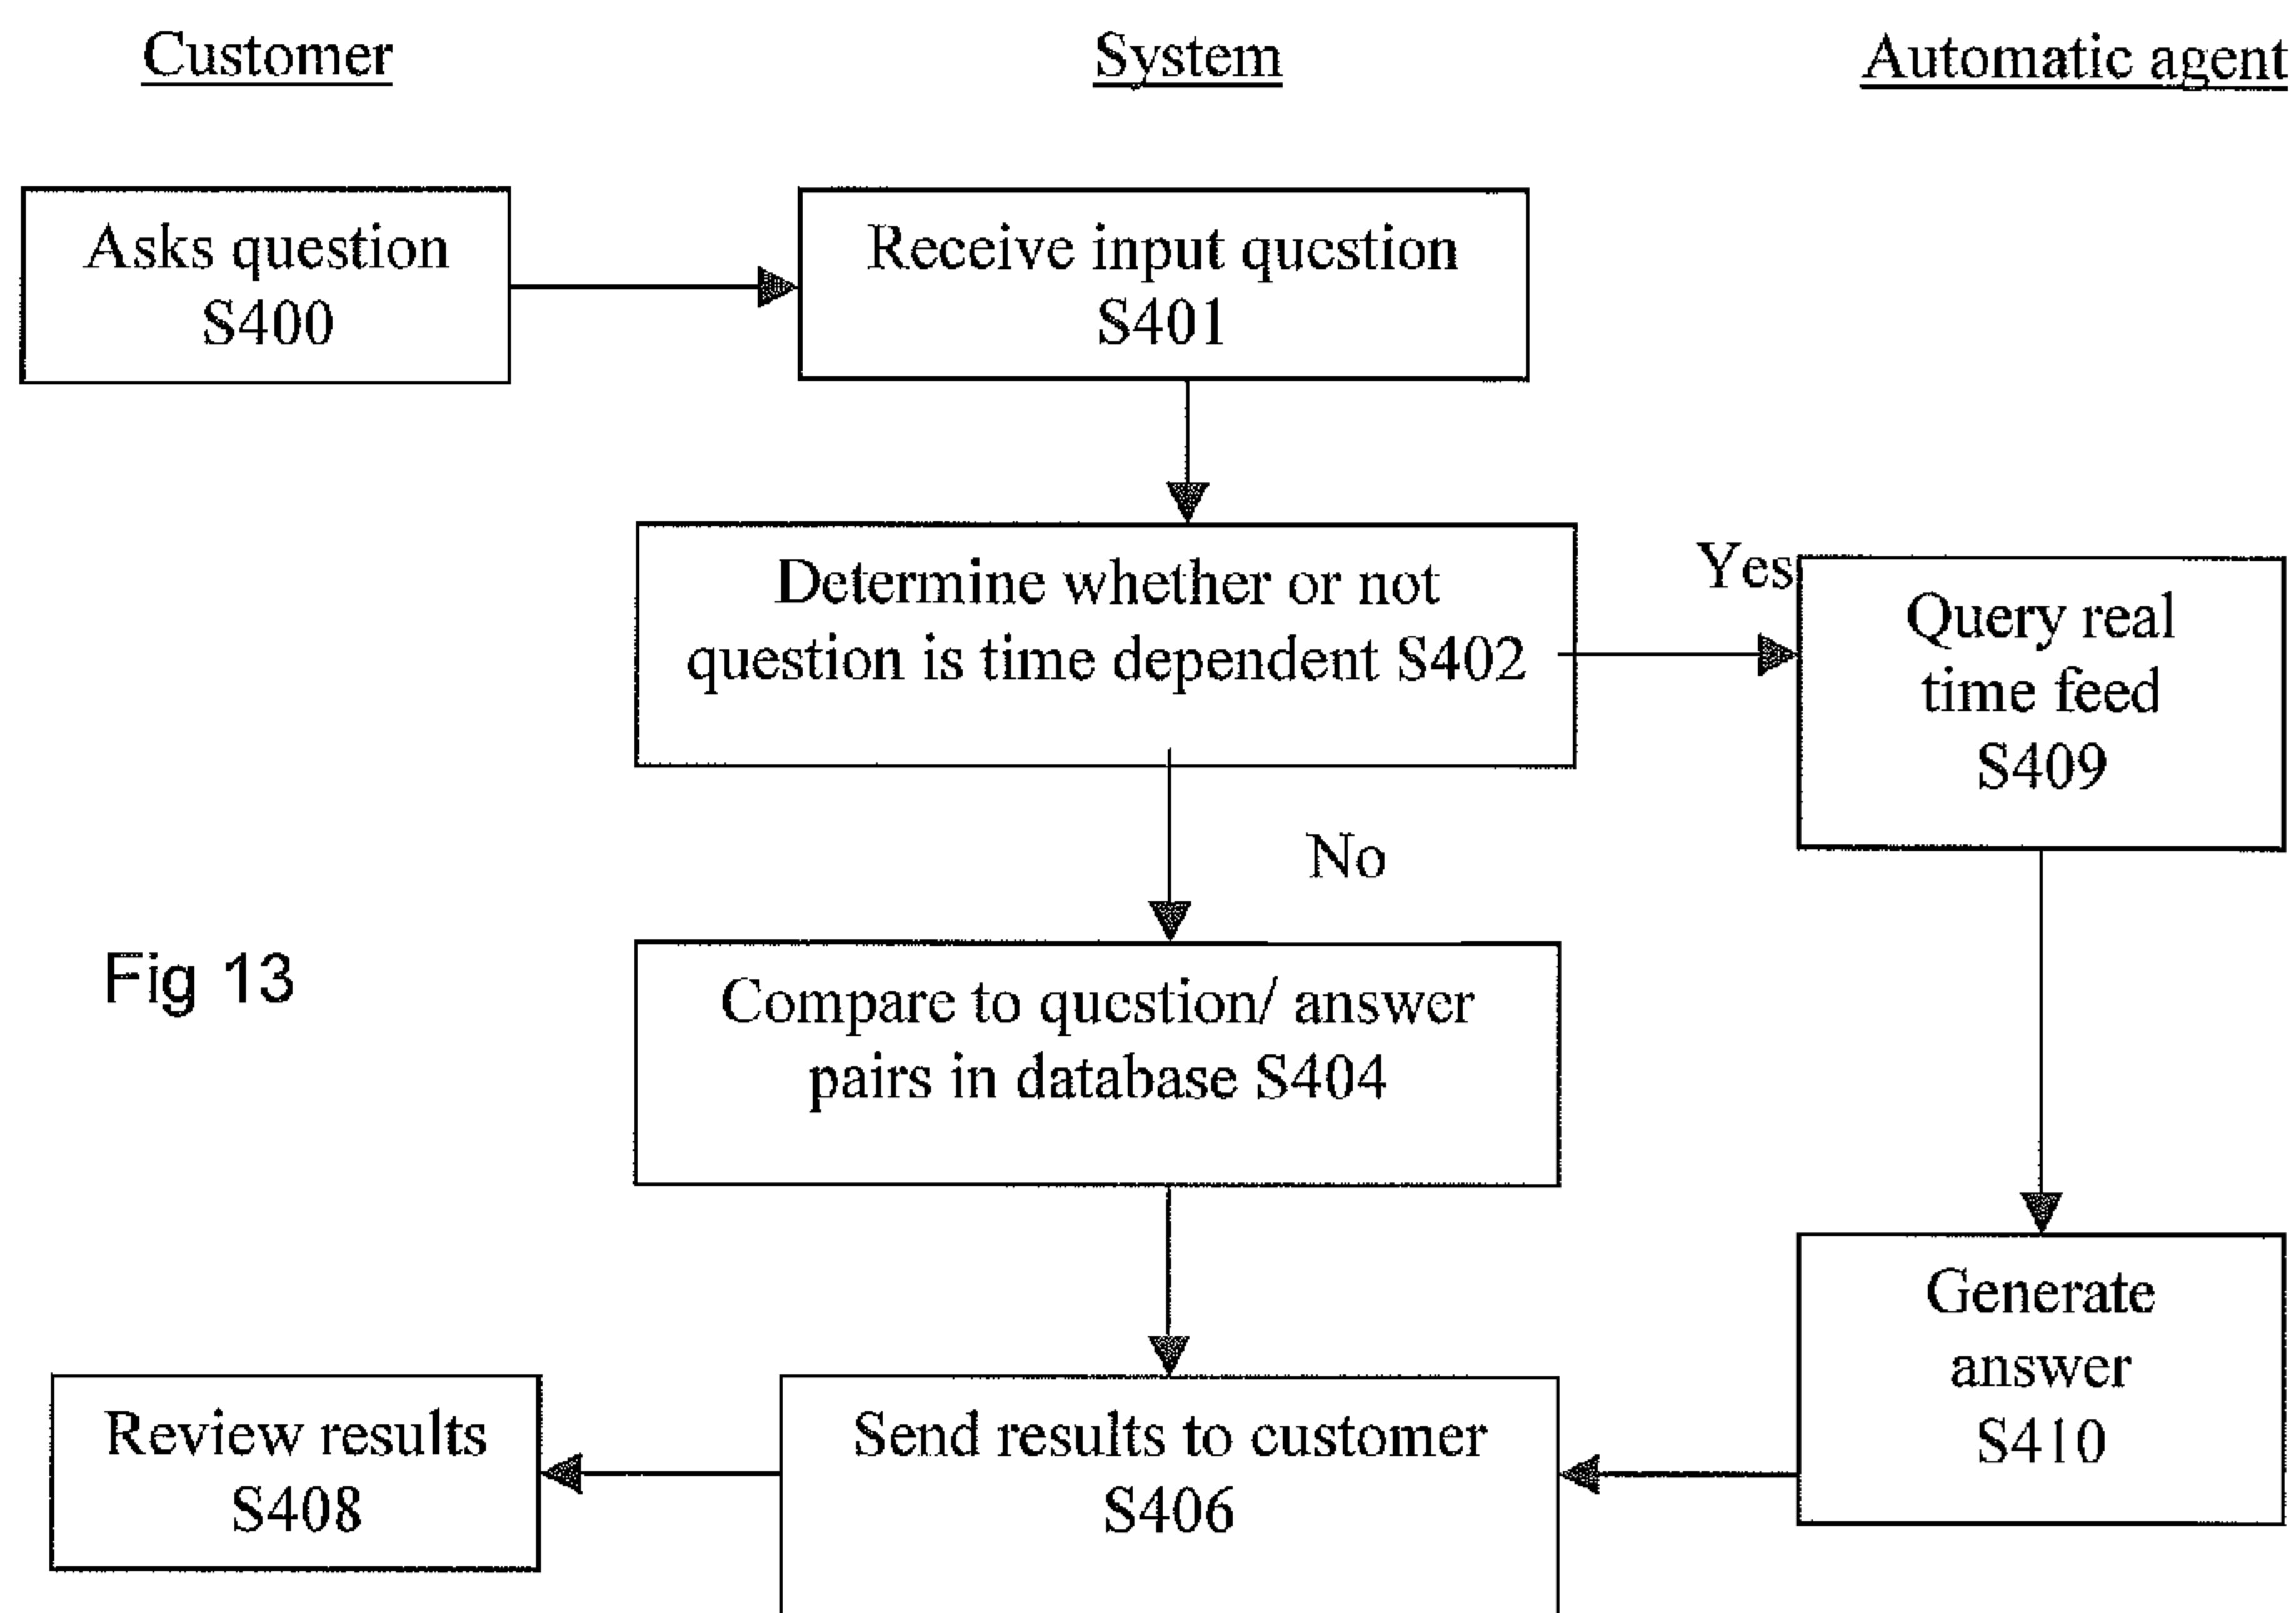 Customer
System
Automatic agent
Asks question
S400
Receive input question
S401
Determine whether or not
question is time dependent S402
Yes
Query real
time feed
S409
No
Fig 13
Compare to question/ answer
pairs in database S404
Generate
answer
S410
Review results
S408
Send results to customer
S406